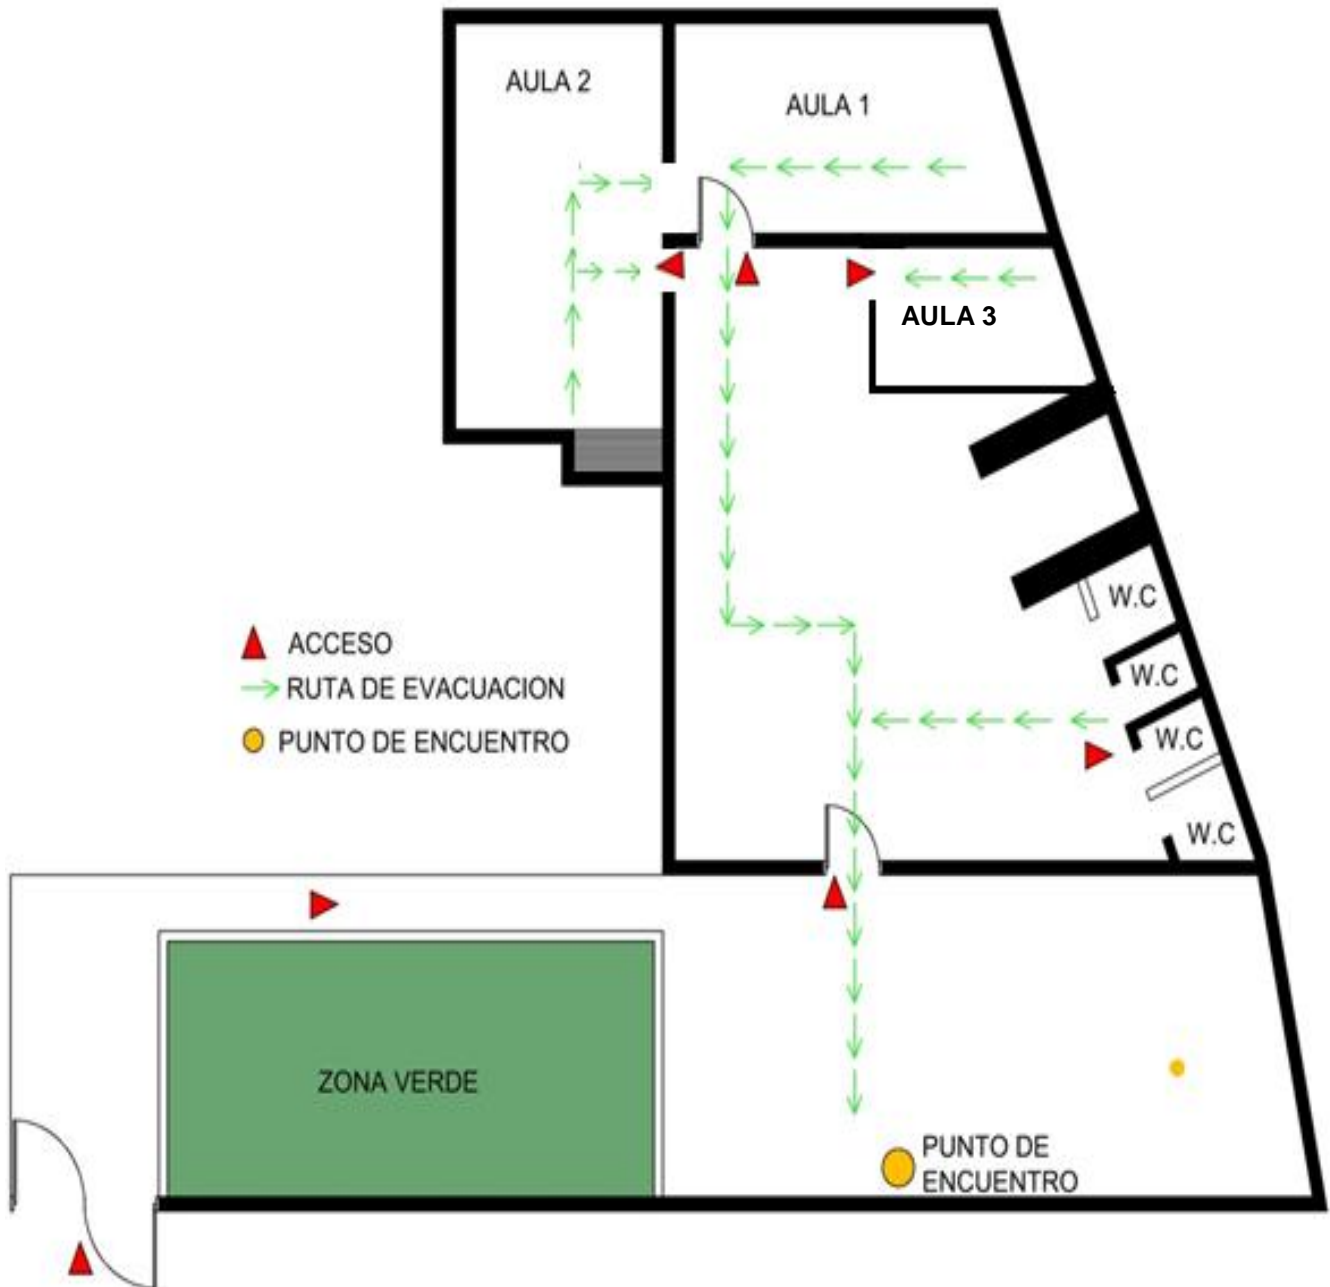 AULA 2
AULA 1
AULA 3
W.C
W.C
W.C
W.C
ACCESO
RUTA DE EVACUACION
PUNTO DE ENCUENTRO
ZONA VERDE
PUNTO DE
ENCUENTRO